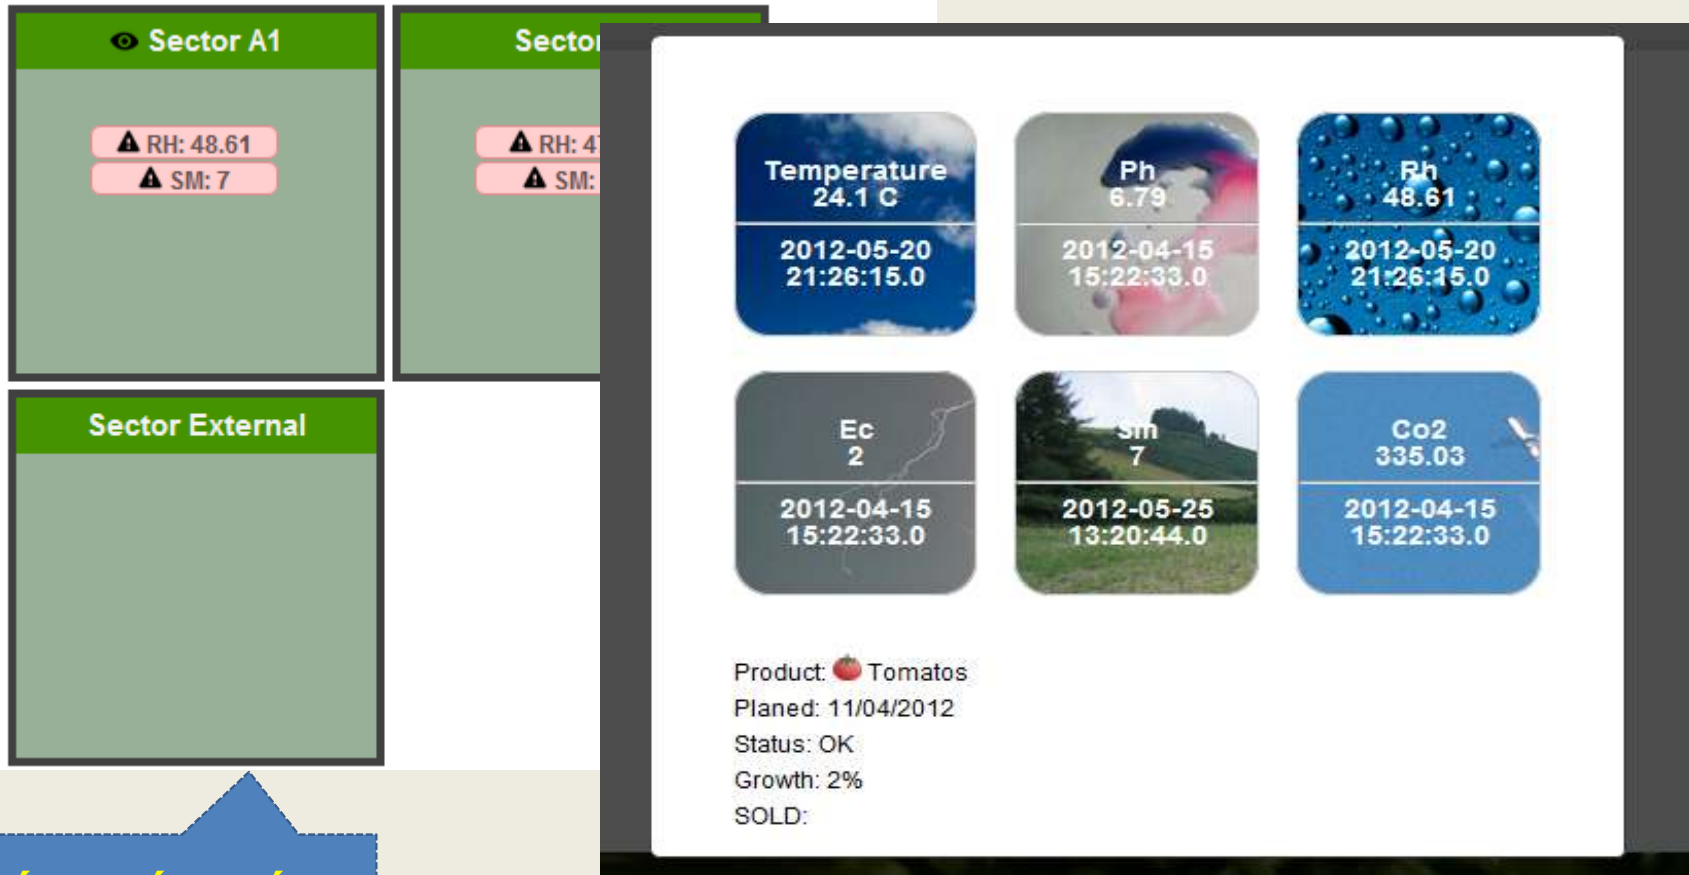 Sector A1
RH: 48.61
SM: 7
Sector
RH: 47
SM:
Sector External
Temperature
24.1 C
2012-05-20
21:26:15.0
Ph
6.79
2012-04-15
15:22:33.0
Rh
48.61
2012-05-20
21:26:15.0
Ec
2
2012-04-15
15:22:33.0
Sm
7
2012-05-25
13:20:44.0
Co2
335.03
2012-04-15
15:22:33.0
Product: Tomatos
Planed: 11/04/2012
Status: OK
Growth: 2%
SOLD: